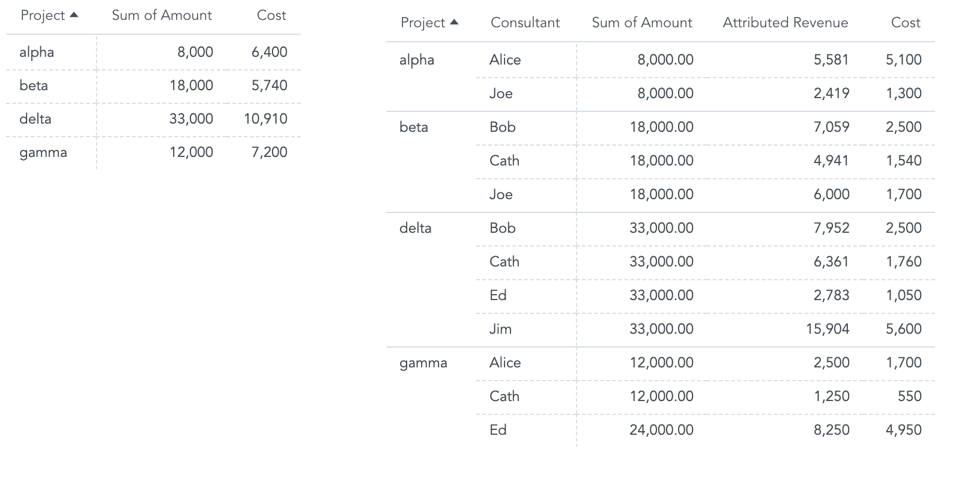 Project Sum of Amount Cost
alpha 8,000 6,400
beta 18,000 5,740
delta 33,000 10,910
gamma 12,000 7,200
Project Consultant Sum of Amount Attributed Revenue Cost
alpha Alice 8,000.00 5,581 5,100
Joe 8,000.00 2,419 1,300
beta Bob 18,000.00 7,059 2,500
Cath 18,000.00 4,941 1,540
Joe 18,000.00 6,000 1,700
delta Bob 33,000.00 7,952 2,500
Cath 33,000.00 6,361 1,760
Ed 33,000.00 2,783 1,050
Jim 33,000.00 15,904 5,600
gamma Alice 12,000.00 2,500 1,700
Cath 12,000.00 1,250 550
Ed 24,000.00 8,250 4,950